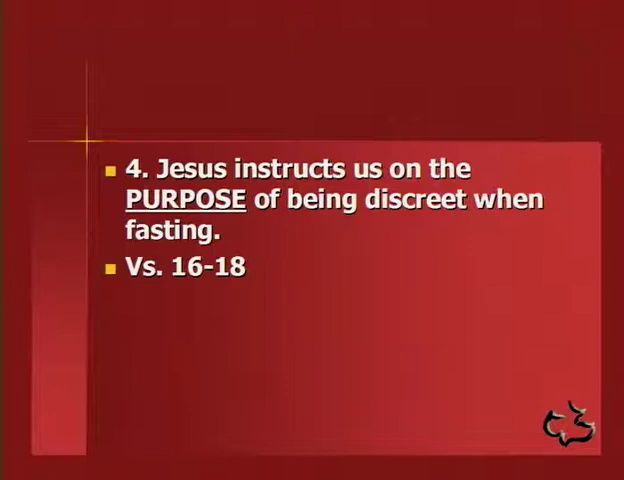 4. Jesus instructs us on the
PURPOSE of being discreet when
fasting.
Vs. 16-18